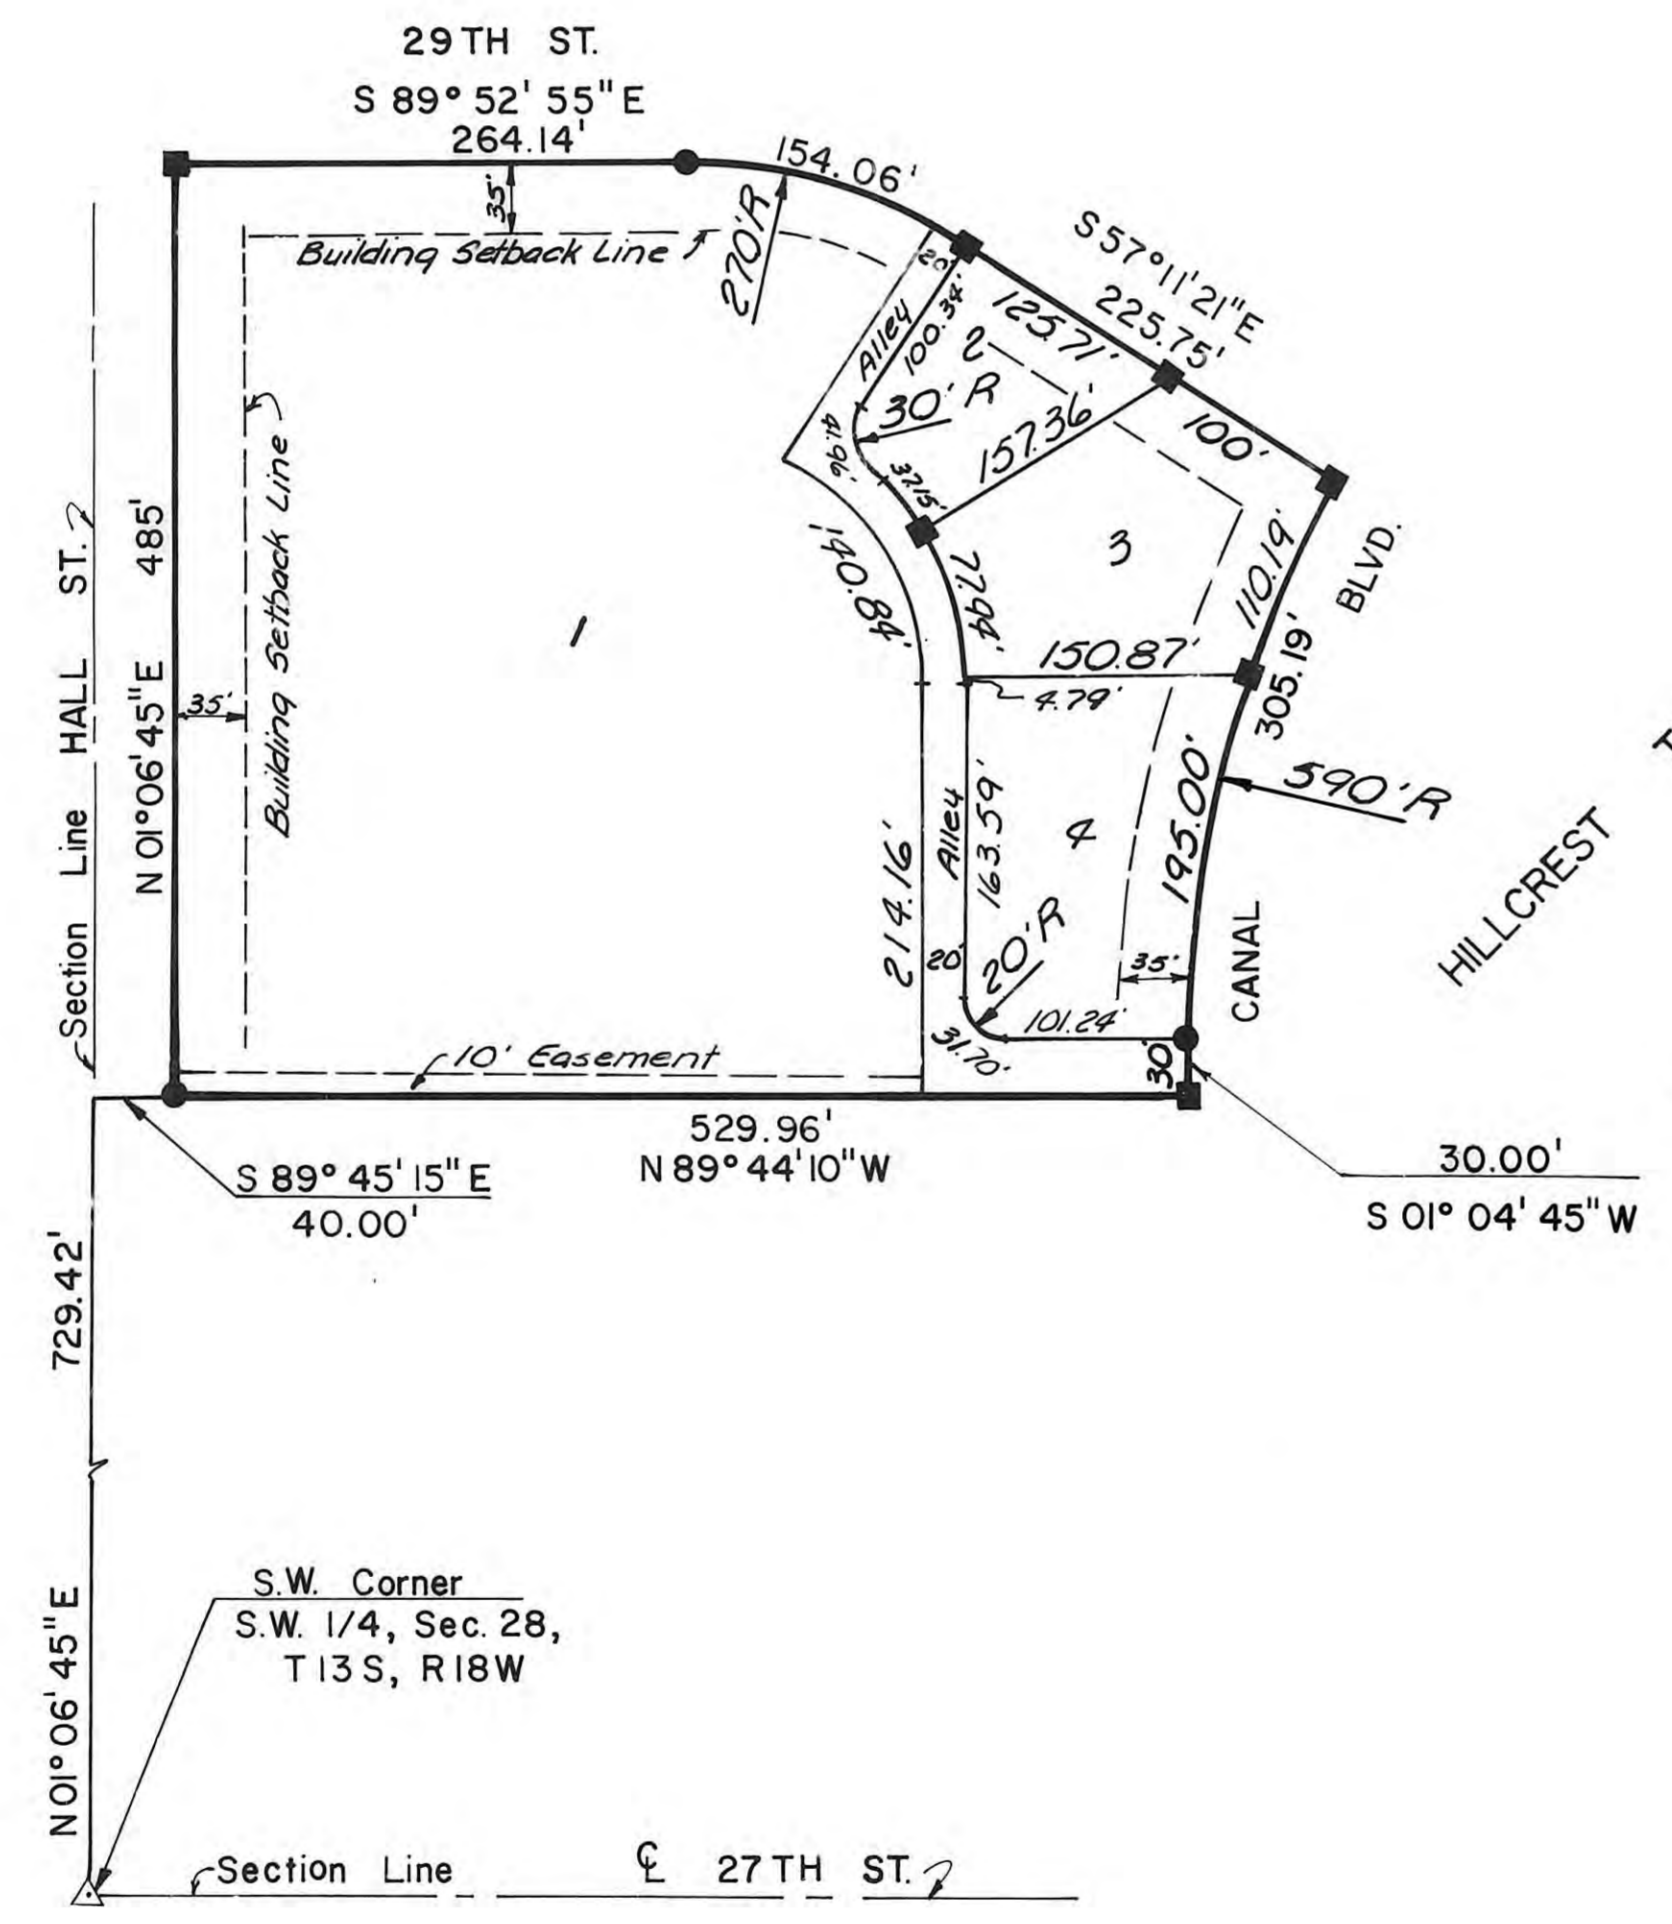 29TH ST.
S 89° 52' 55" E
264.14'
154.06'
35'
270'R
Building Setback Line
20'
S 57° 11' 21" E
225.75'
125.71'
100'
Alley
100.34'
2
30' R
41.96'
37.15'
157.36'
3
110.19'
BLVD.
305.19'
Section Line HALL ST.
N 01° 06' 45" E 485'
35'
Building Setback Line
1
77.94'
150.87'
4.79'
590'R
HILLCREST
214.16'
Alley
163.59'
4
195.00'
CANAL
20'
20'R
35'
101.24'
31.70'
30'
10' Easement
529.96'
N 89° 44' 10" W
S 89° 45' 15" E
40.00'
30.00'
S 01° 04' 45" W
729.42'
N 01° 06' 45" E
S.W. Corner
S.W. 1/4, Sec. 28,
T 13 S, R 18 W
Section Line ℄ 27TH ST.